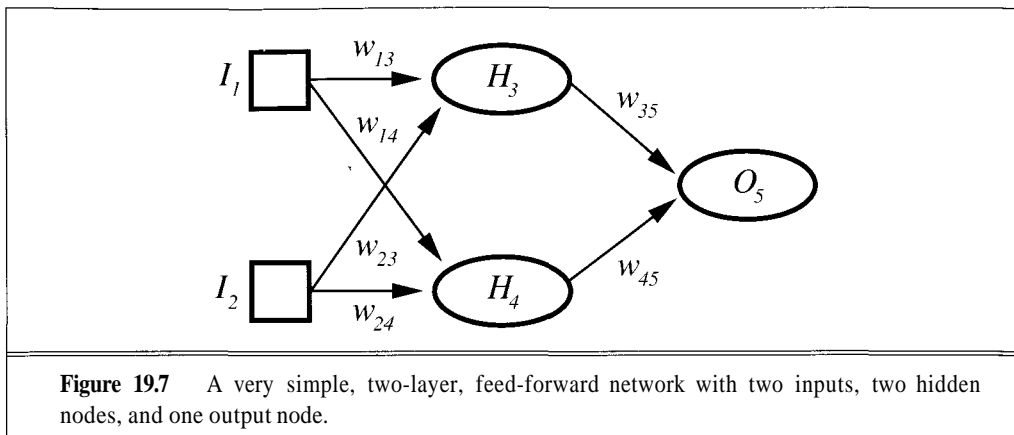 w13
I1
H3
w35
w14
O5
w23
w45
I2
H4
w24
Figure 19.7 A very simple, two-layer, feed-forward network with two inputs, two hidden
nodes, and one output node.